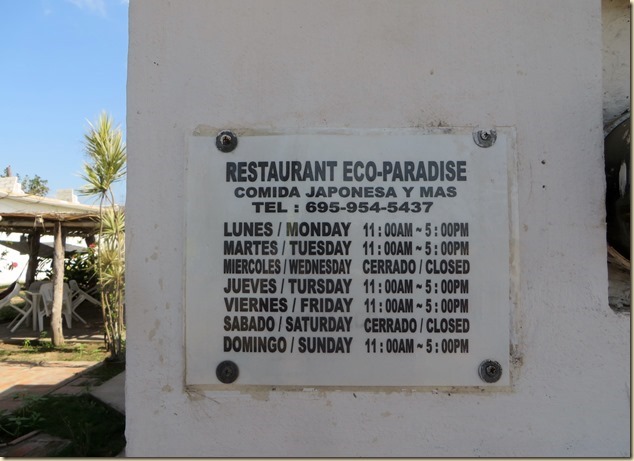 RESTAURANT ECO-PARADISE
COMIDA JAPONESA Y MAS
TEL : 695-954-5437
LUNES / MONDAY 11:00AM ~ 5:00PM
MARTES / TUESDAY 11:00AM ~ 5:00PM
MIERCOLES / WEDNESDAY CERRADO / CLOSED
JUEVES / TURSDAY 11:00AM ~ 5:00PM
VIERNES / FRIDAY 11:00AM ~ 5:00PM
SABADO / SATURDAY CERRADO / CLOSED
DOMINGO / SUNDAY 11:00AM ~ 5:00PM